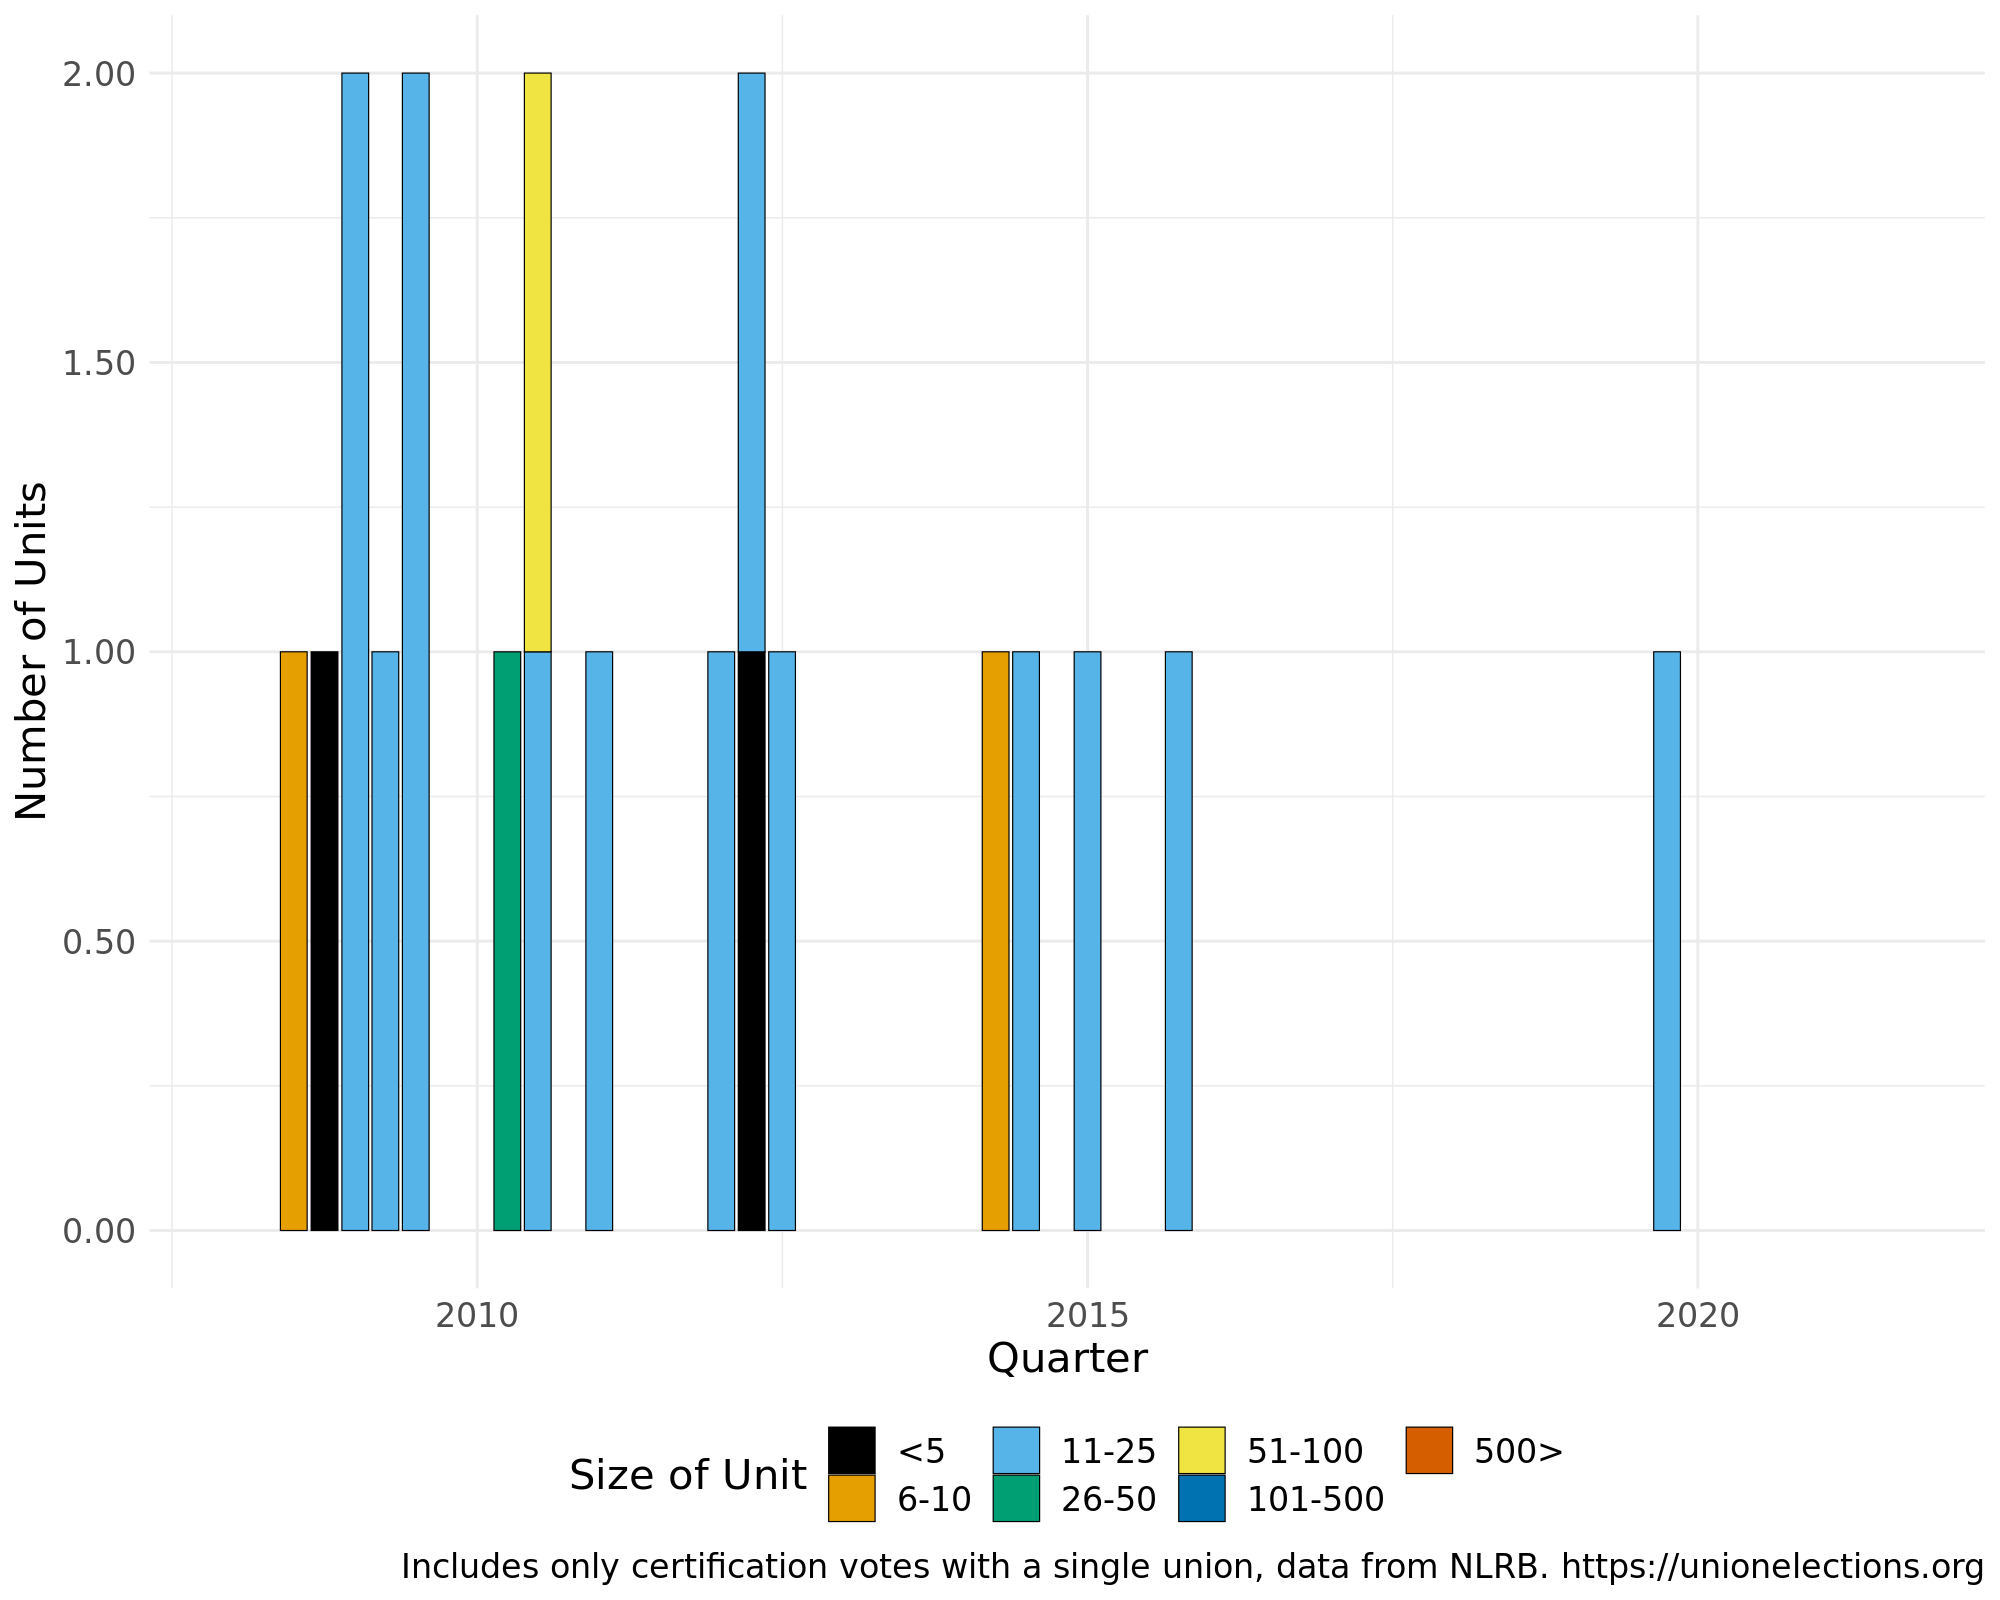 2.00
1.50
1.00
0.50
0.00
Number of Units
2010 2015 2020
Quarter
Size of Unit
<5 11-25 51-100 500>
6-10 26-50 101-500
Includes only certification votes with a single union, data from NLRB. https://unionelections.org